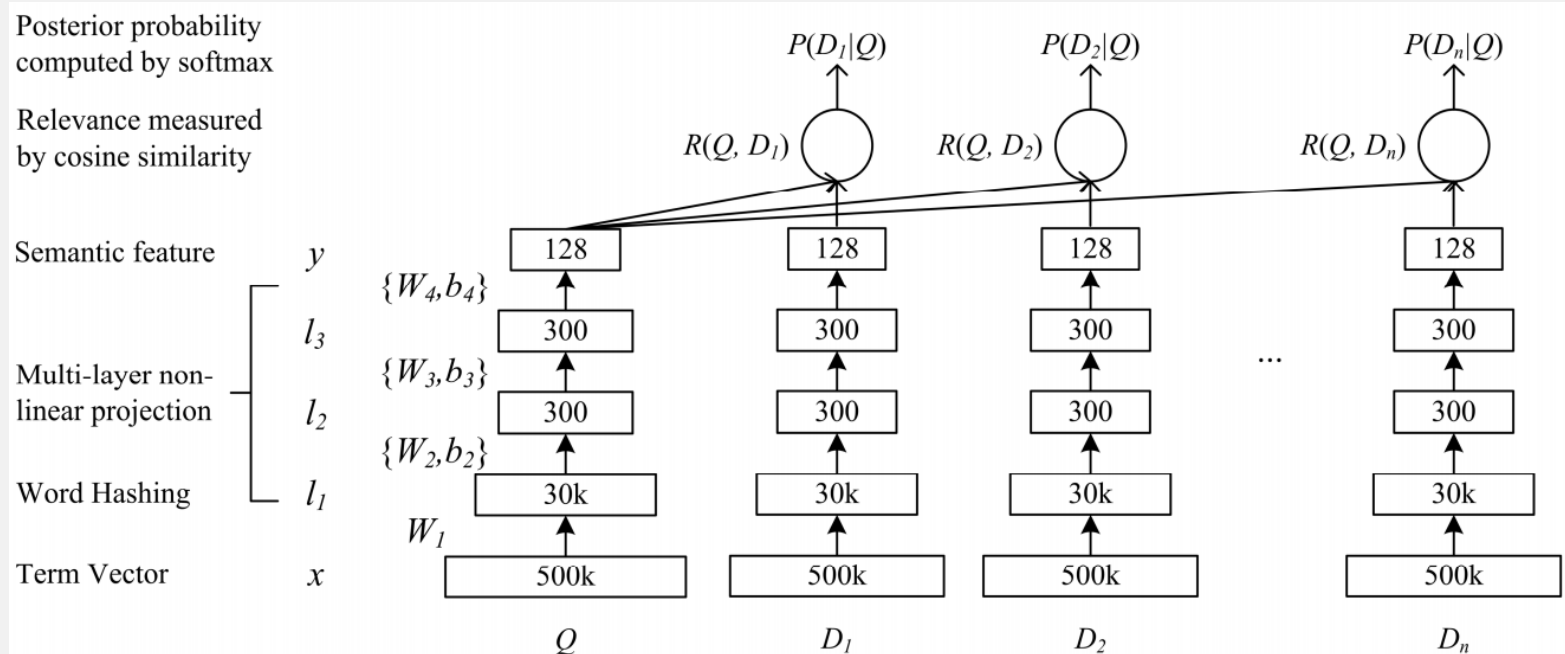 Posterior probability
computed by softmax
P(D1|Q) P(D2|Q) P(Dn|Q)
Relevance measured
by cosine similarity
R(Q, D1) R(Q, D2) R(Q, Dn)
Semantic feature y 128 128 128 128
{W4,b4}
l3 300 300 300 300
{W3,b3}
Multi-layer non-
linear projection
l2 300 300 300 300
...
{W2,b2}
Word Hashing l1 30k 30k 30k 30k
W1
Term Vector x 500k 500k 500k 500k
Q D1 D2 Dn